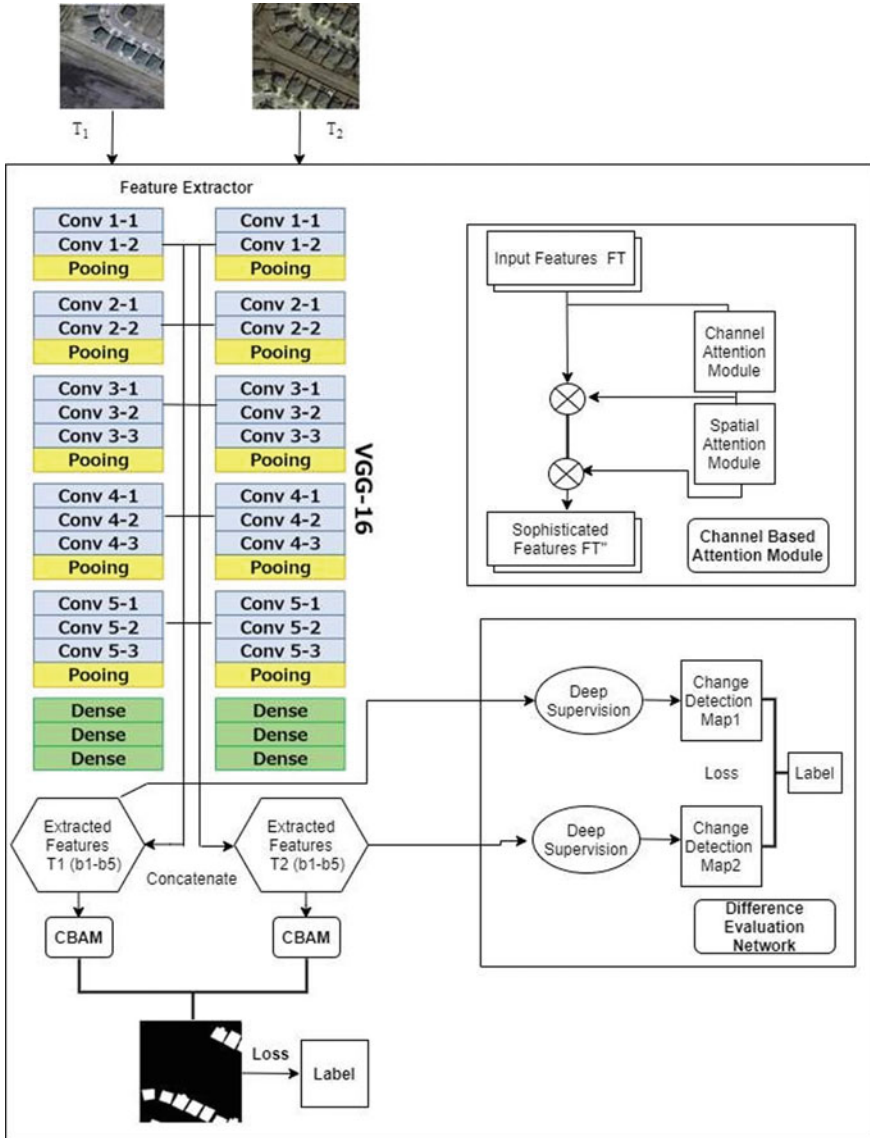 T1
T2
Feature Extractor
Conv 1-1
Conv 1-2
Pooing
Conv 2-1
Conv 2-2
Pooing
Conv 3-1
Conv 3-2
Conv 3-3
Pooing
Conv 4-1
Conv 4-2
Conv 4-3
Pooing
Conv 5-1
Conv 5-2
Conv 5-3
Pooing
Dense
Dense
Dense
Conv 1-1
Conv 1-2
Pooing
Conv 2-1
Conv 2-2
Pooing
Conv 3-1
Conv 3-2
Conv 3-3
Pooing
Conv 4-1
Conv 4-2
Conv 4-3
Pooing
Conv 5-1
Conv 5-2
Conv 5-3
Pooing
Dense
Dense
Dense
VGG-16
Extracted
Features
T1 (b1-b5)
Concatenate
Extracted
Features
T2 (b1-b5)
CBAM
CBAM
Loss
Label
Input Features FT
Channel
Attention
Module
Spatial
Attention
Module
Sophisticated
Features FT"
Channel Based
Attention Module
Deep
Supervision
Change
Detection
Map1
Loss
Label
Deep
Supervision
Change
Detection
Map2
Difference
Evaluation
Network